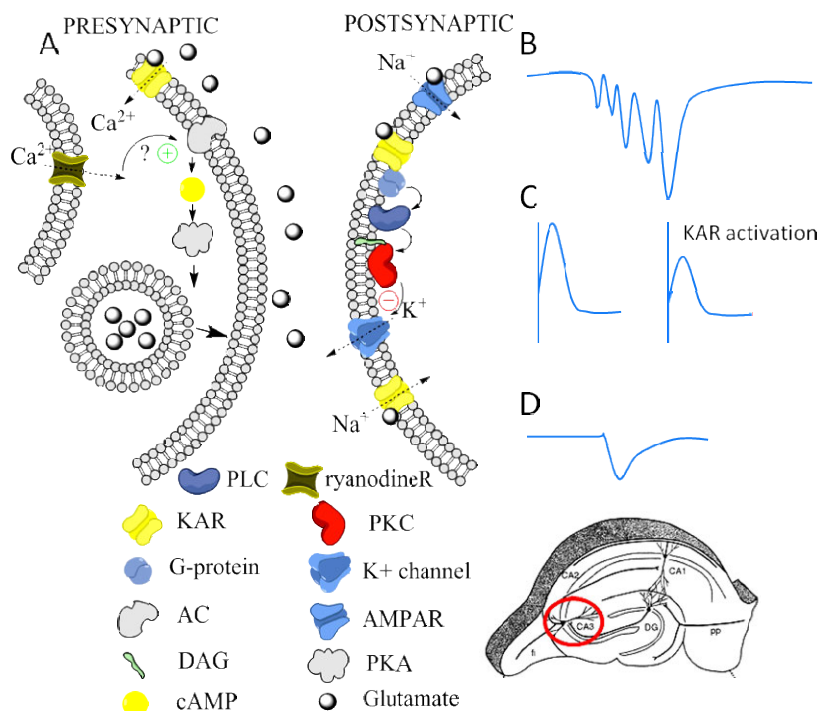 A
PRESYNAPTIC
POSTSYNAPTIC
B
Na⁺
Ca²⁺
Ca²⁺
?
+
C
KAR activation
−
K⁺
D
Na⁺
PLC
ryanodineR
KAR
PKC
G-protein
K+ channel
AC
AMPAR
DAG
PKA
cAMP
Glutamate
CA2
CA1
CA3
DG
PP
fi